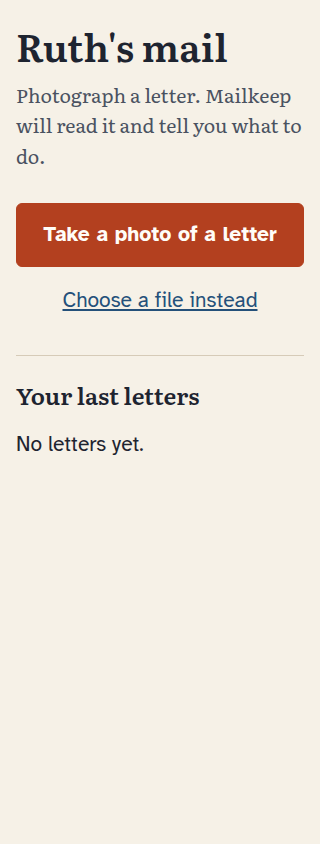 Ruth's mail
Photograph a letter. Mailkeep
will read it and tell you what to
do.
Take a photo of a letter
Choose a file instead
Your last letters
No letters yet.